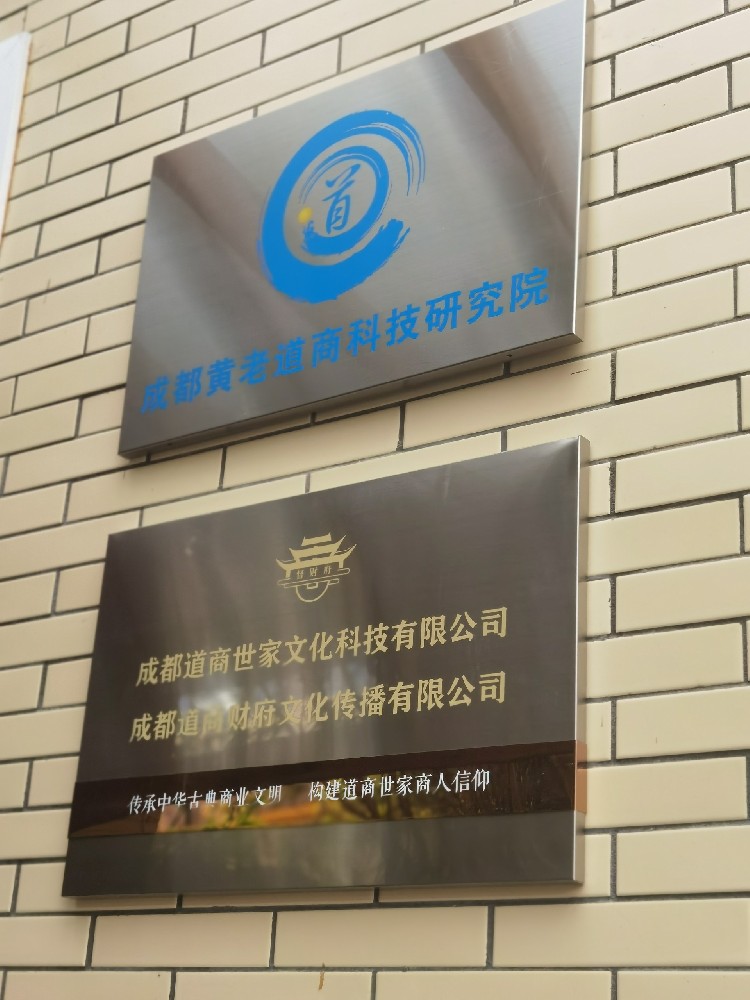 道
成都黄老道商科技研究院
财府
成都道商世家文化科技有限公司
成都道商财府文化传播有限公司
传承中华古典商业文明 构建道商世家商人信仰